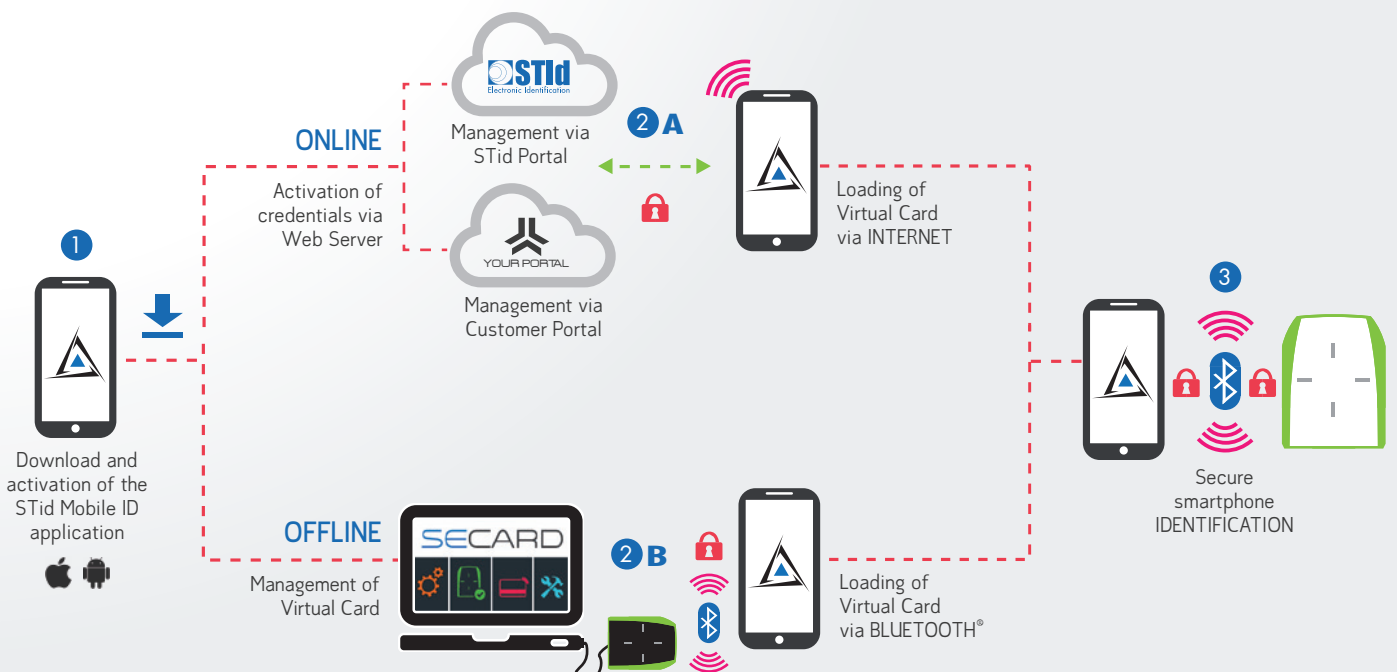 1
Download and
activation of the
STid Mobile ID
application
ONLINE
Activation of
credentials via
Web Server
STId
Electronic Identification
Management via
STid Portal
YOUR PORTAL
Management via
Customer Portal
2 A
Loading of
Virtual Card
via INTERNET
OFFLINE
Management of
Virtual Card
SECARD
2 B
Loading of
Virtual Card
via BLUETOOTH®
3
Secure
smartphone
IDENTIFICATION